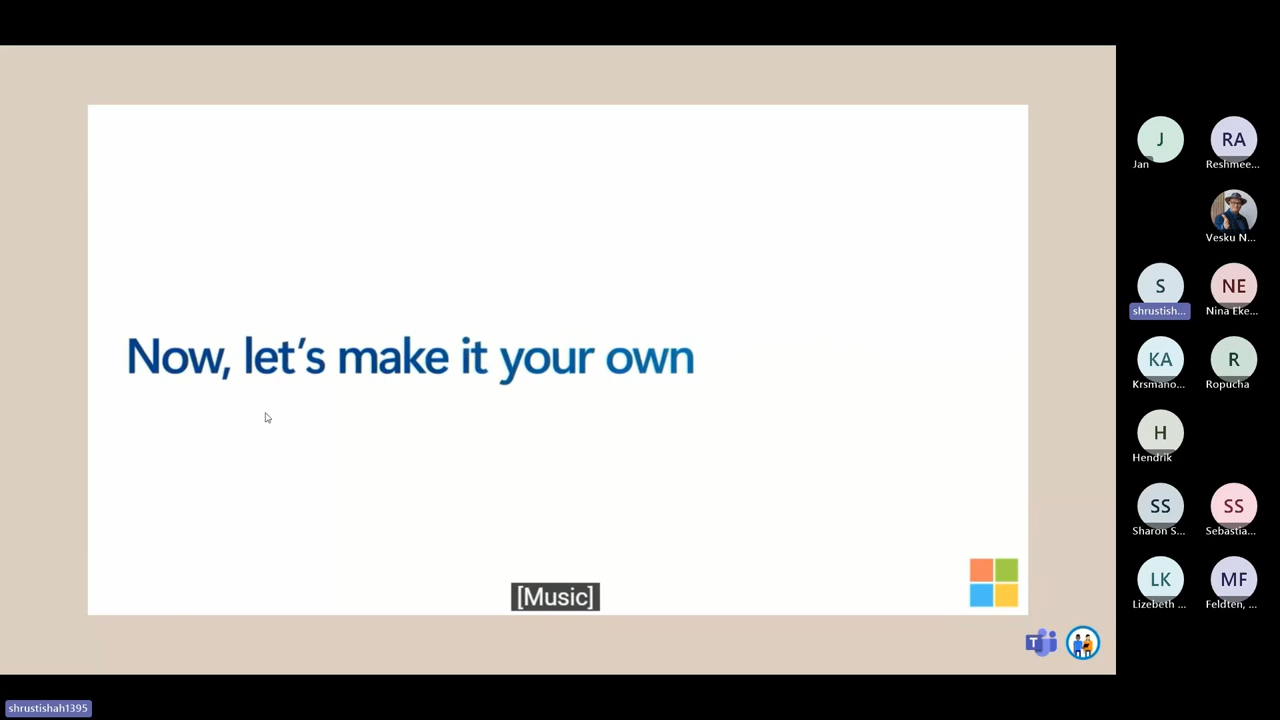 Now, let's make it your own
[Music]
T
J
Jan
RA
Reshmee...
Vesku N...
S
shrustish...
NE
Nina Eke...
KA
Krsmano...
R
Ropucha
H
Hendrik
SS
Sharon S...
SS
Sebastia...
LK
Lizebeth ...
MF
Feldten, ...
shrustishah1395